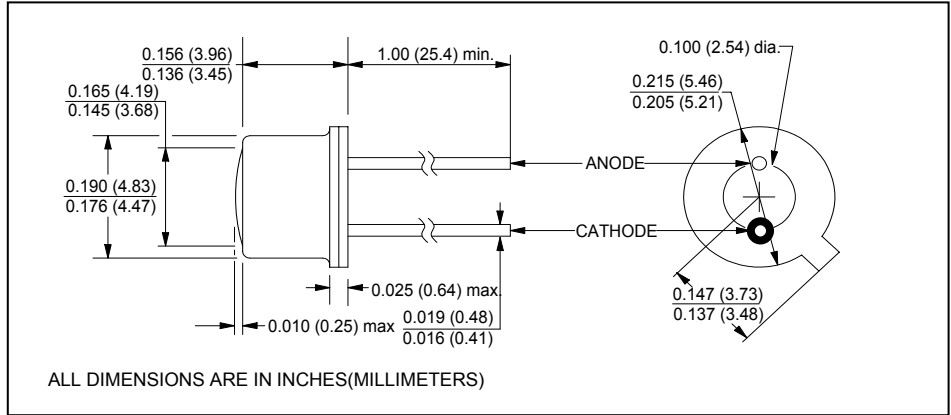 0.156 (3.96)
0.136 (3.45)
1.00 (25.4) min.
0.100 (2.54) dia.
0.165 (4.19)
0.145 (3.68)
0.215 (5.46)
0.205 (5.21)
ANODE
0.190 (4.83)
0.176 (4.47)
CATHODE
0.025 (0.64) max.
0.147 (3.73)
0.137 (3.48)
0.010 (0.25) max
0.019 (0.48)
0.016 (0.41)
ALL DIMENSIONS ARE IN INCHES(MILLIMETERS)